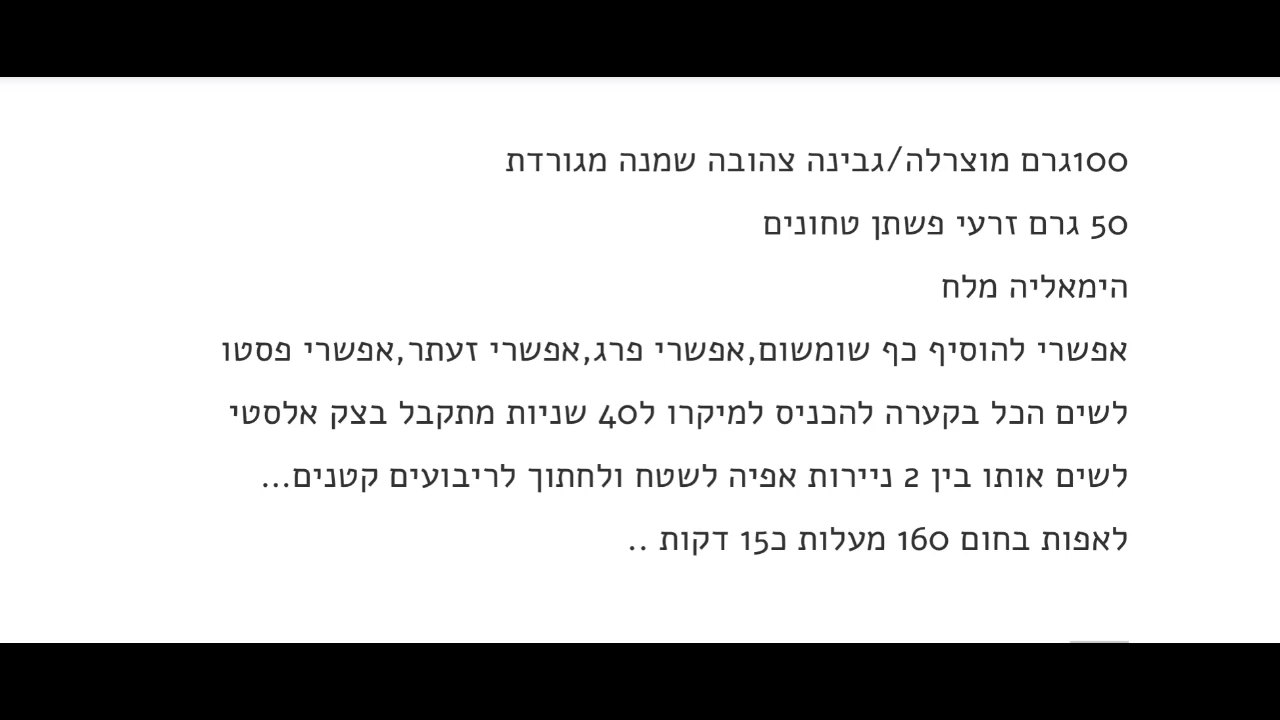 100גרם מוצרלה/גבינה צהובה שמנה מגורדת
50 גרם זרעי פשתן טחונים
הימאליה מלח
אפשרי להוסיף כף שומשום,אפשרי פרג,אפשרי זעתר,אפשרי פסטו
לשים הכל בקערה להכניס למיקרו ל40 שניות מתקבל בצק אלסטי
לשים אותו בין 2 ניירות אפיה לשטח ולחתוך לריבועים קטנים...
לאפות בחום 160 מעלות כ15 דקות ..